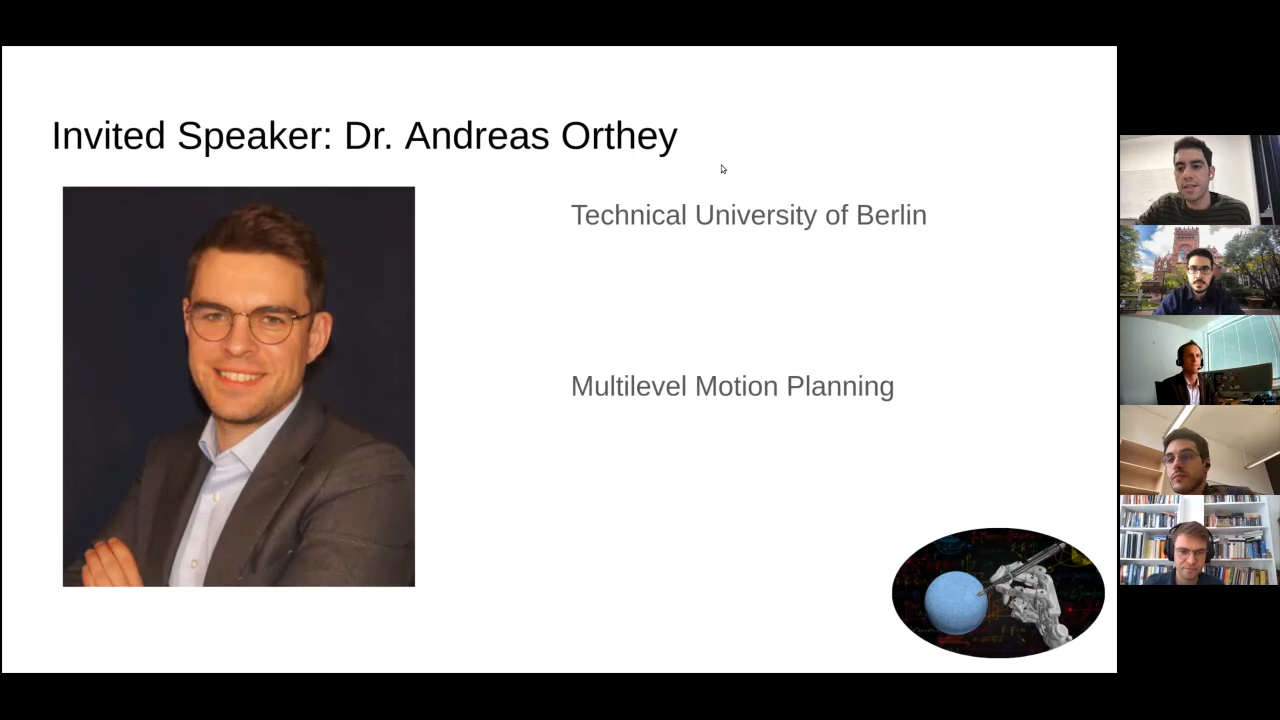 Invited Speaker: Dr. Andreas Orthey
Technical University of Berlin
Multilevel Motion Planning